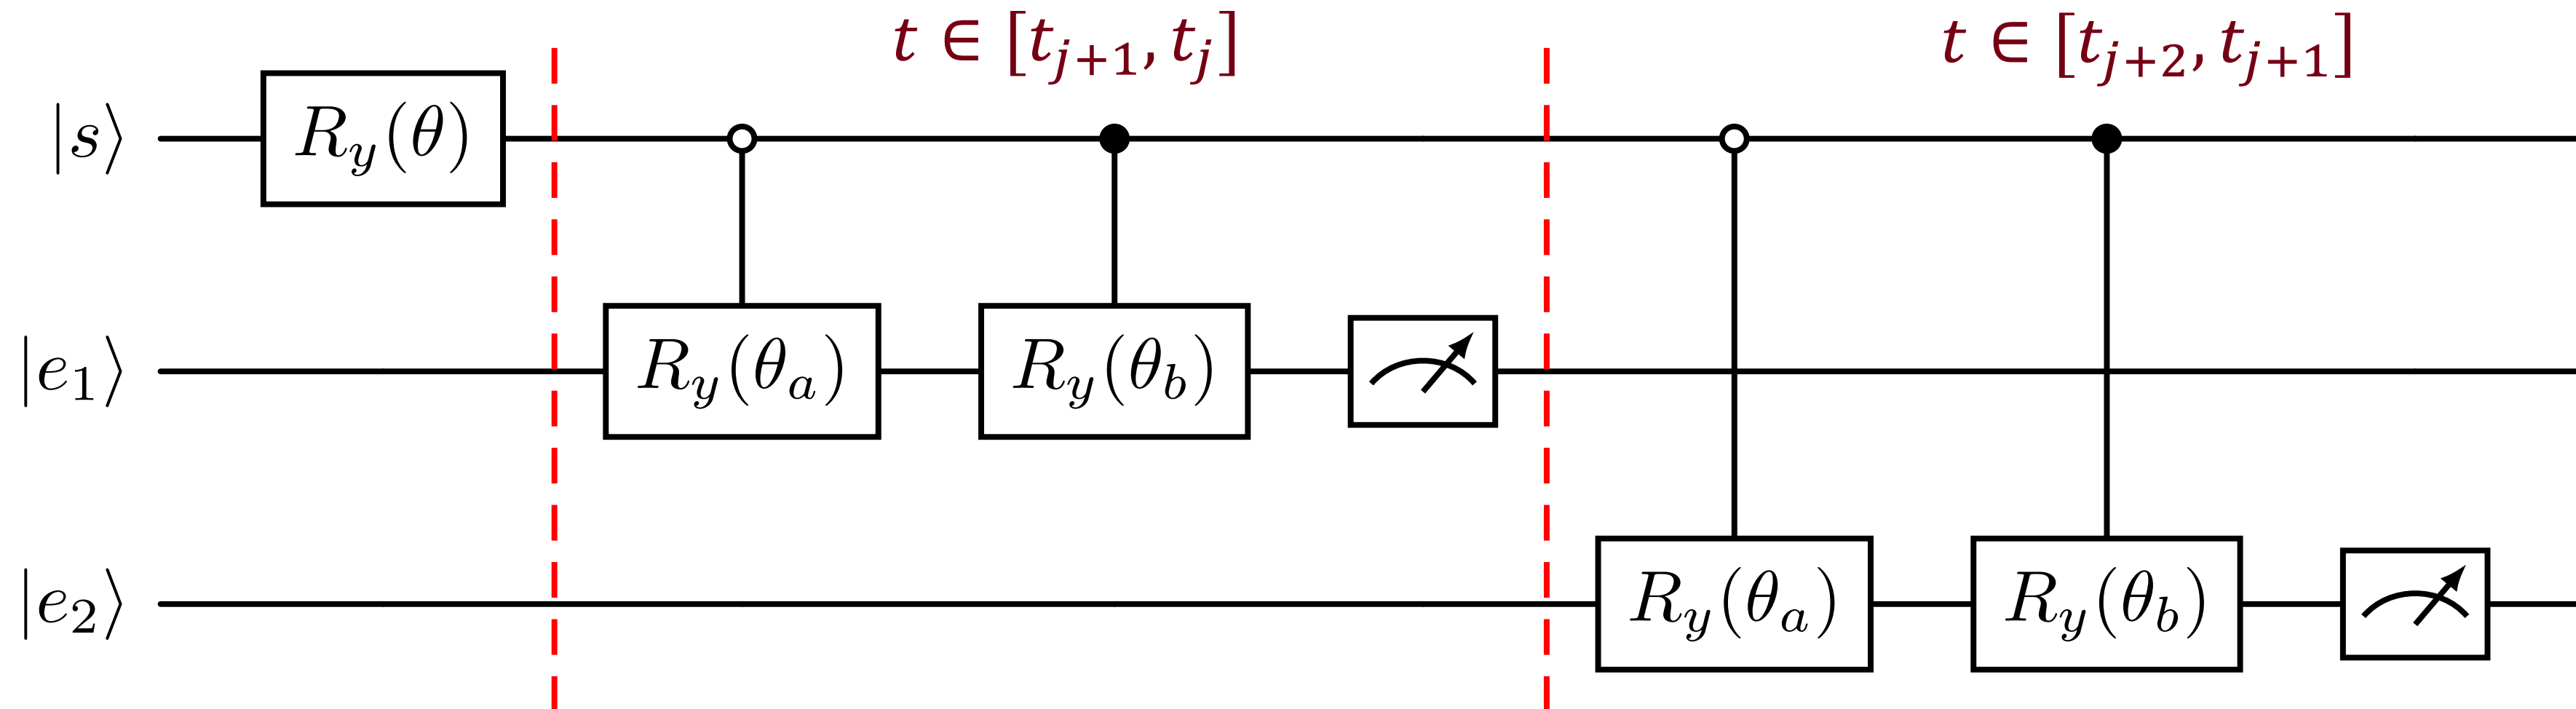 t ∈ [t_{j+1}, t_j] t ∈ [t_{j+2}, t_{j+1}]
|s⟩ R_y(θ)
|e_1⟩ R_y(θ_a) R_y(θ_b)
|e_2⟩ R_y(θ_a) R_y(θ_b)